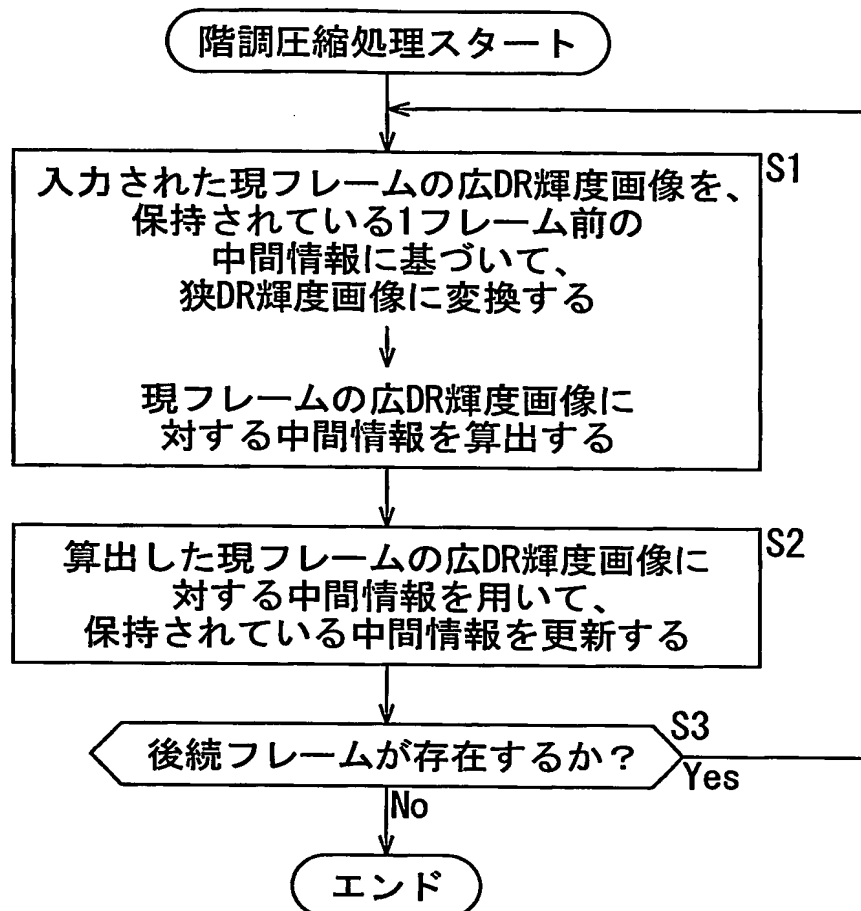 階調圧縮処理スタート
S1
入力された現フレームの広DR輝度画像を、
保持されている1フレーム前の
中間情報に基づいて、
狭DR輝度画像に変換する
現フレームの広DR輝度画像に
対する中間情報を算出する
S2
算出した現フレームの広DR輝度画像に
対する中間情報を用いて、
保持されている中間情報を更新する
S3
後続フレームが存在するか?
Yes
No
エンド